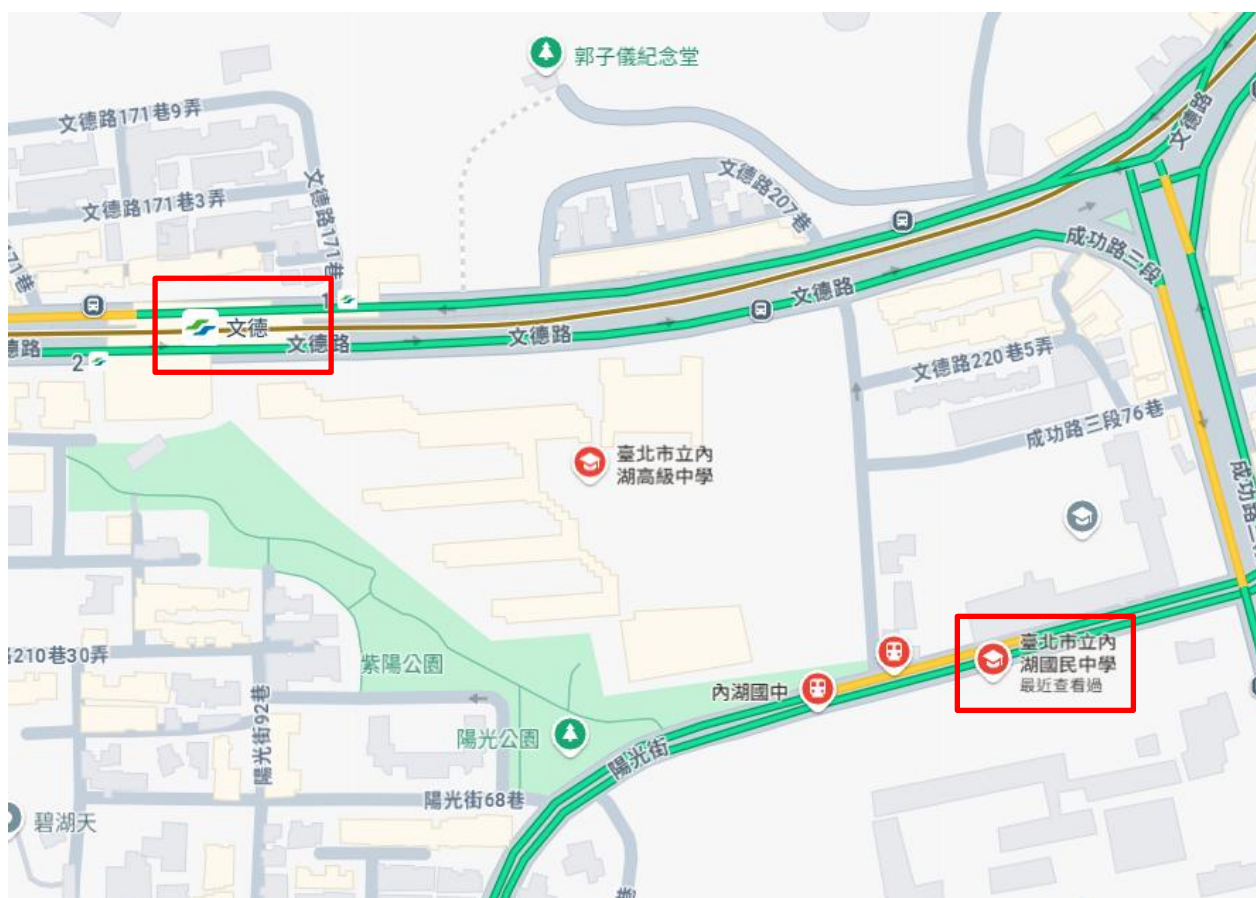 郭子儀紀念堂
文德路171巷9弄
文德路
文德路171巷3弄
文德路171巷
文德路207巷
成功路三段
171巷
1
文德
文德路
文德路
文德路
德路
2
文德路220巷5弄
成功路三段76巷
臺北市立內
湖高級中學
臺北市立內
湖國民中學
最近查看過
210巷30弄
紫陽公園
內湖國中
陽光街92巷
陽光公園
陽光街
陽光街68巷
碧湖天
巷